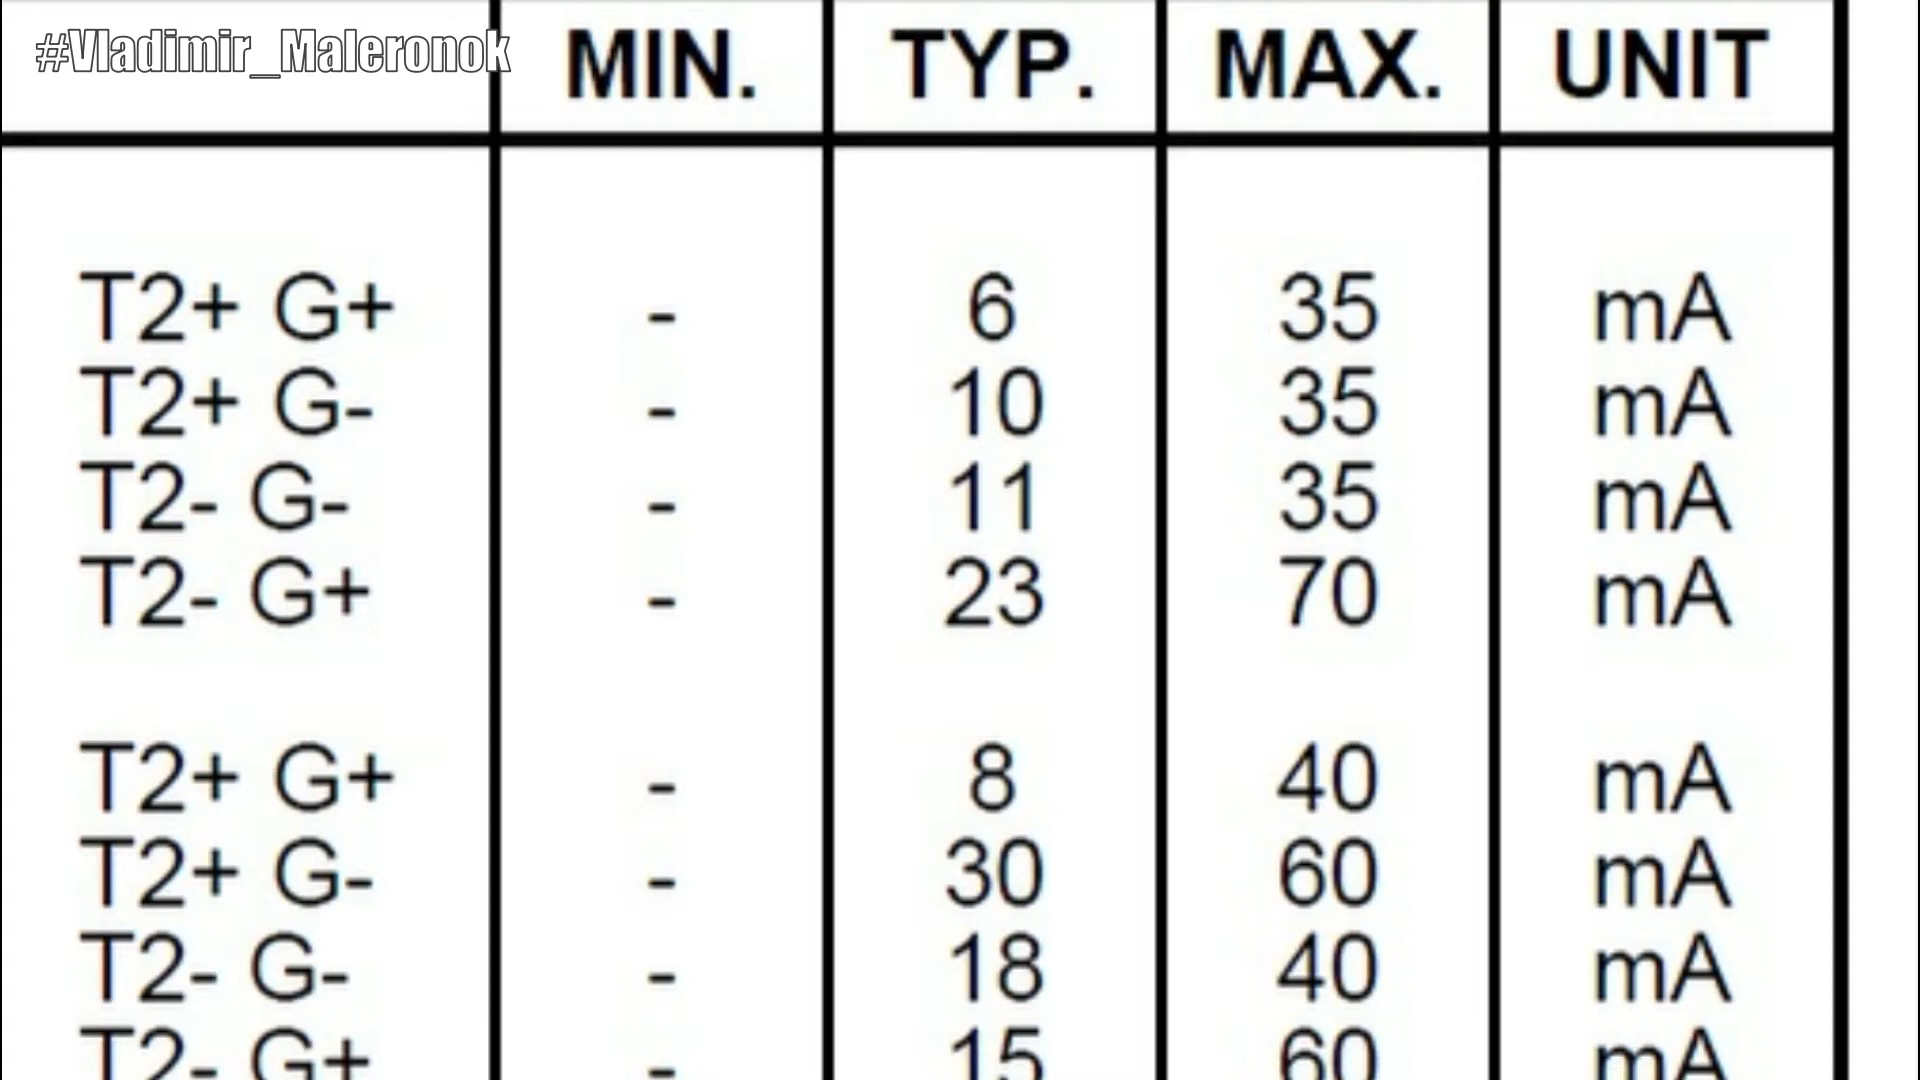 #Vladimir_Maleronok
MIN. TYP. MAX. UNIT
T2+ G+ - 6 35 mA
T2+ G- - 10 35 mA
T2- G- - 11 35 mA
T2- G+ - 23 70 mA
T2+ G+ - 8 40 mA
T2+ G- - 30 60 mA
T2- G- - 18 40 mA
T2- G+ - 15 60 mA